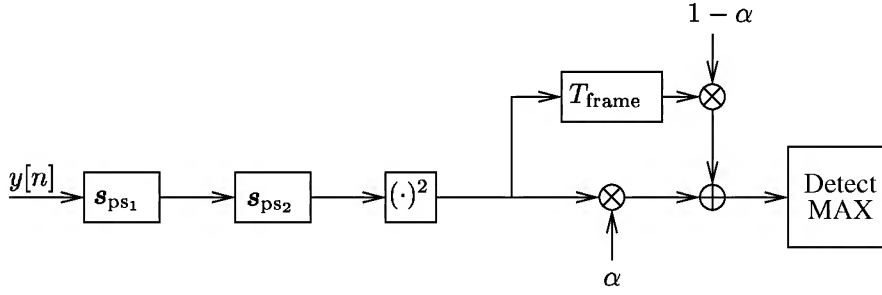 1 − α
T_frame
y[n]
s_ps₁
s_ps₂
(·)²
Detect
MAX
α